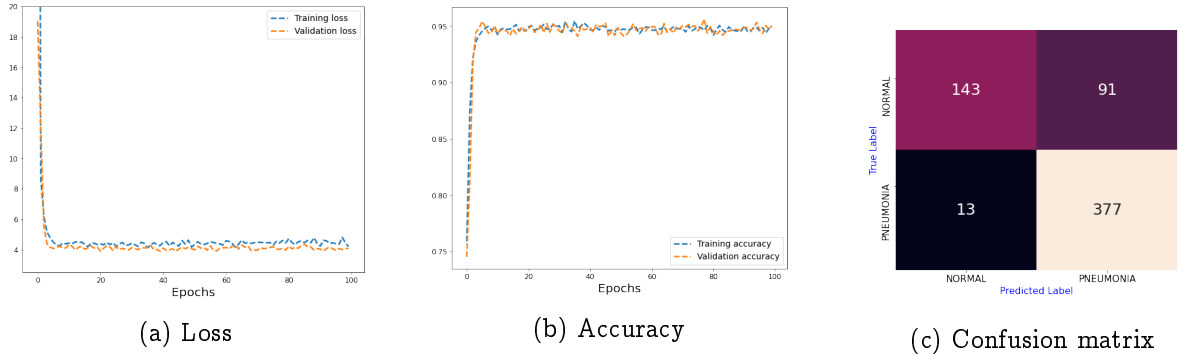 20
18
16
14
12
10
8
6
4
0
20
40
60
80
100
Epochs
Training loss
Validation loss
(a) Loss
0.95
0.90
0.85
0.80
0.75
0
20
40
60
80
100
Epochs
Training accuracy
Validation accuracy
(b) Accuracy
True Label
NORMAL
PNEUMONIA
143
91
13
377
NORMAL
PNEUMONIA
Predicted Label
(c) Confusion matrix